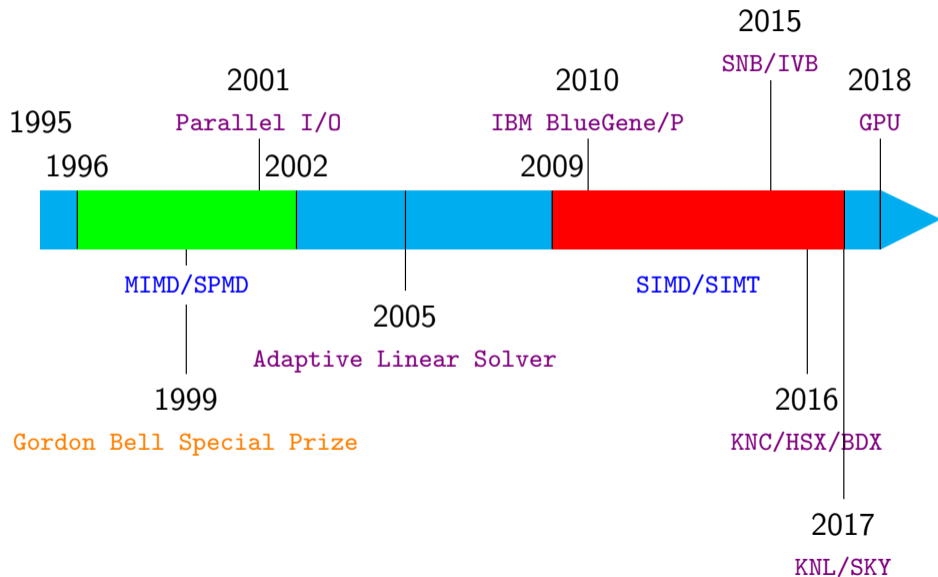 2015
SNB/IVB
2001
2010
2018
Parallel I/O
IBM BlueGene/P
GPU
1995
1996
2002
2009
MIMD/SPMD
SIMD/SIMT
2005
Adaptive Linear Solver
1999
2016
Gordon Bell Special Prize
KNC/HSX/BDX
2017
KNL/SKY